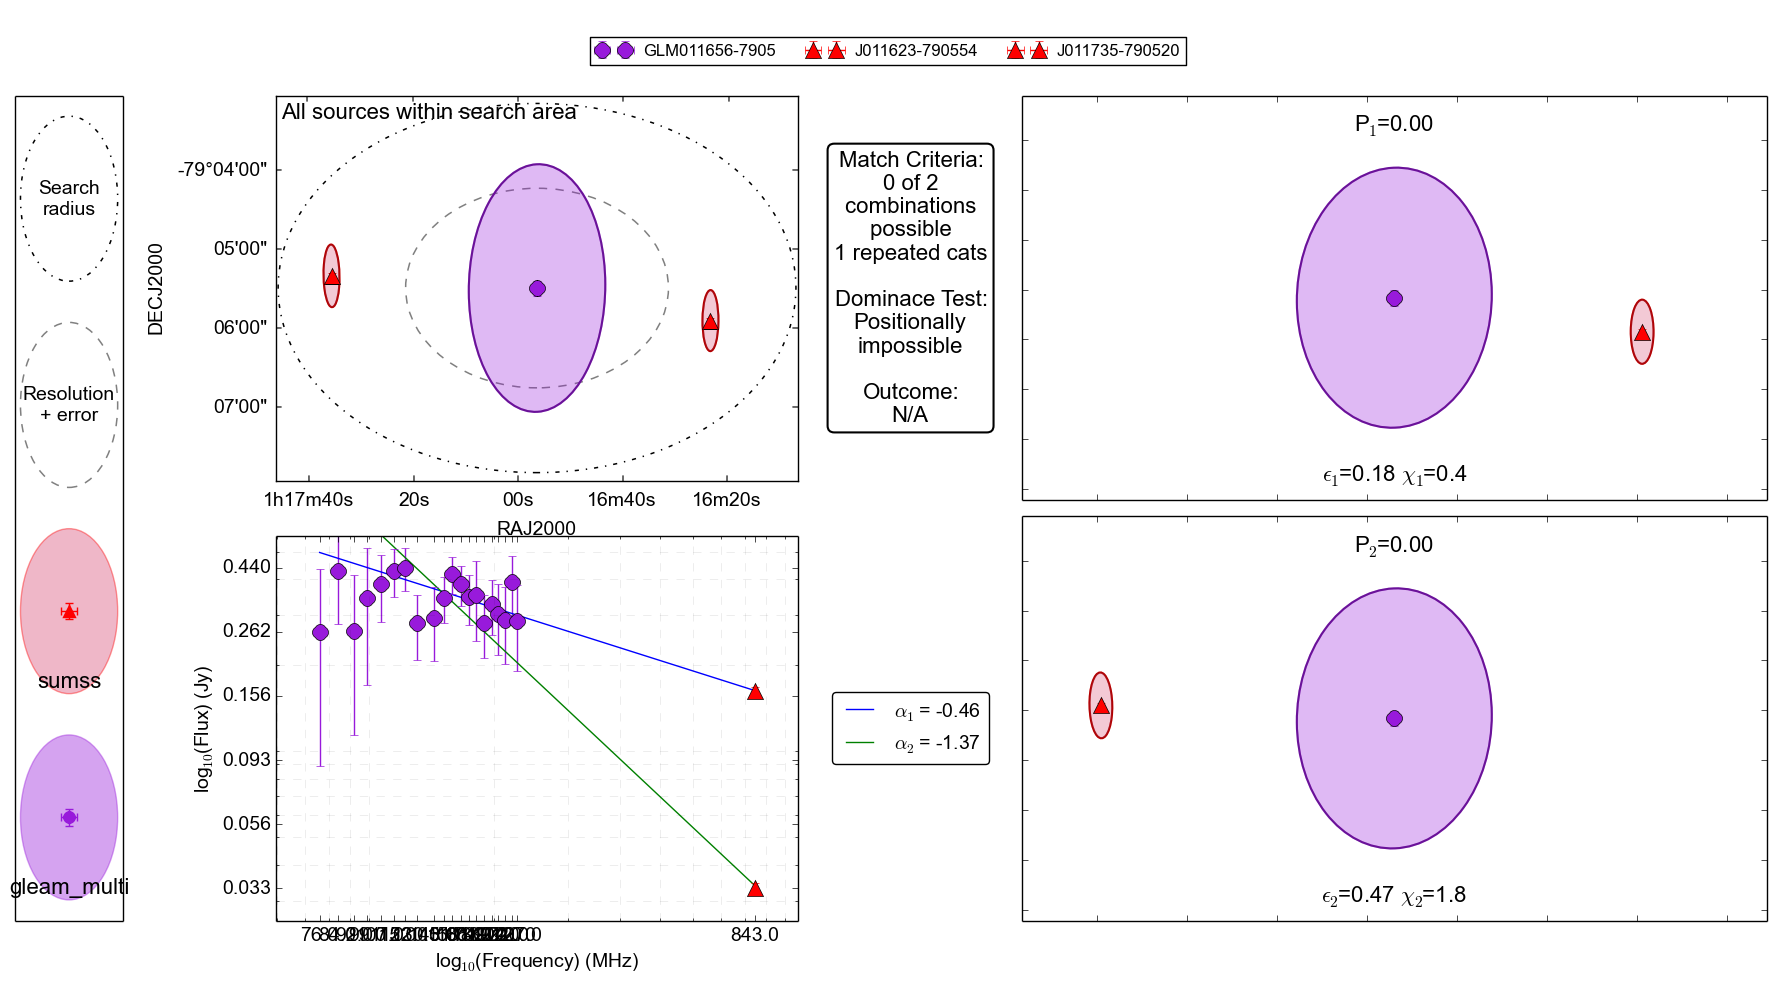 GLM011656-7905 J011623-790554 J011735-790520
Search
radius
Resolution
+ error
sumss
gleam_multi
All sources within search area
DECJ2000
-79°04'00"
05'00"
06'00"
07'00"
1h17m40s 20s 00s 16m40s 16m20s
RAJ2000
Match Criteria:
0 of 2
combinations
possible
1 repeated cats
Dominace Test:
Positionally
impossible
Outcome:
N/A
P1=0.00
ϵ1=0.18 χ1=0.4
log10(Flux) (Jy)
0.440
0.262
0.156
0.093
0.056
0.033
843.0
log10(Frequency) (MHz)
α1 = -0.46
α2 = -1.37
P2=0.00
ϵ2=0.47 χ2=1.8